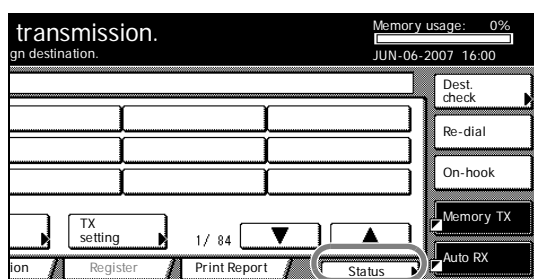 transmission.
gn destination.
Memory usage: 0%
JUN-06-2007 16:00
Dest.
check
Re-dial
On-hook
TX
setting
1/ 84
Memory TX
Auto RX
ion
Register
Print Report
Status